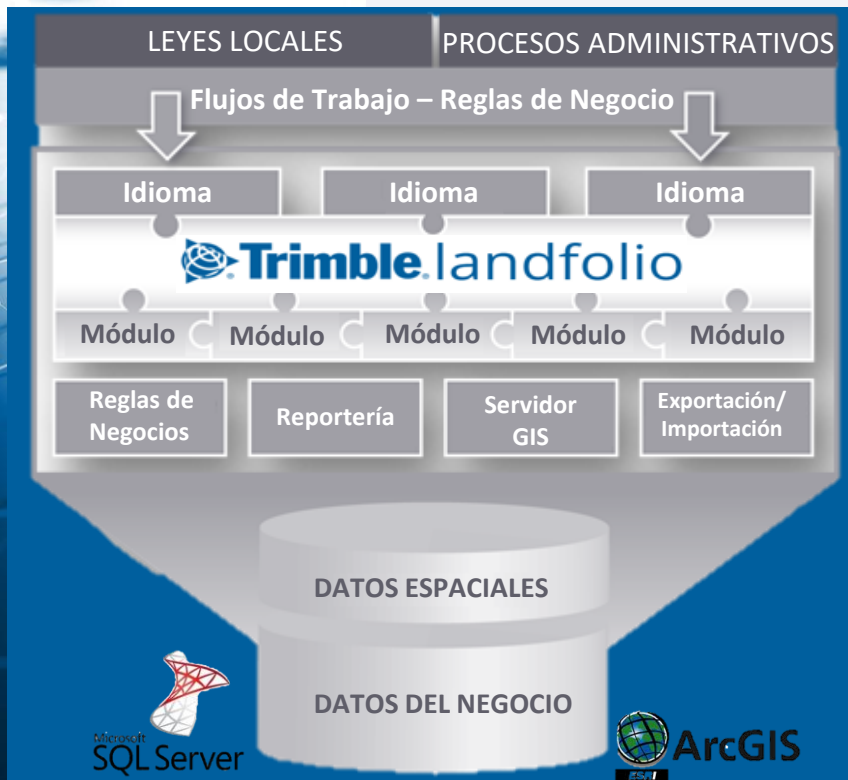 LEYES LOCALES PROCESOS ADMINISTRATIVOS
Flujos de Trabajo – Reglas de Negocio
Idioma Idioma Idioma
Trimble. landfolio
Módulo Módulo Módulo Módulo Módulo
Reglas de
Negocios
Reportería
Servidor
GIS
Exportación/
Importación
DATOS ESPACIALES
DATOS DEL NEGOCIO
Microsoft
SQL Server
ArcGIS
esri